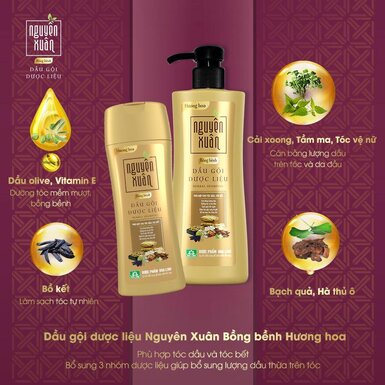 nguyên
xuân
Bồng bềnh
DẦU GỘI
DƯỢC LIỆU
Hương hoa
nguyên
xuân
Bồng bềnh
DẦU GỘI
DƯỢC LIỆU
HERBAL SHAMPOO
Hương hoa
nguyên
xuân
Bồng bềnh
DẦU GỘI
DƯỢC LIỆU
Dầu olive, Vitamin E
Dưỡng tóc mềm mượt,
bồng bềnh
Cải xoong, Tầm ma, Tóc vệ nữ
Cân bằng lượng dầu
trên tóc và da đầu
Bồ kết
Làm sạch tóc tự nhiên
Bạch quả, Hà thủ ô
Dầu gội dược liệu Nguyên Xuân Bồng bềnh Hương hoa
Phù hợp tóc dầu và tóc bết
Bổ sung 3 nhóm dược liệu giúp bổ sung lượng dầu thừa trên tóc